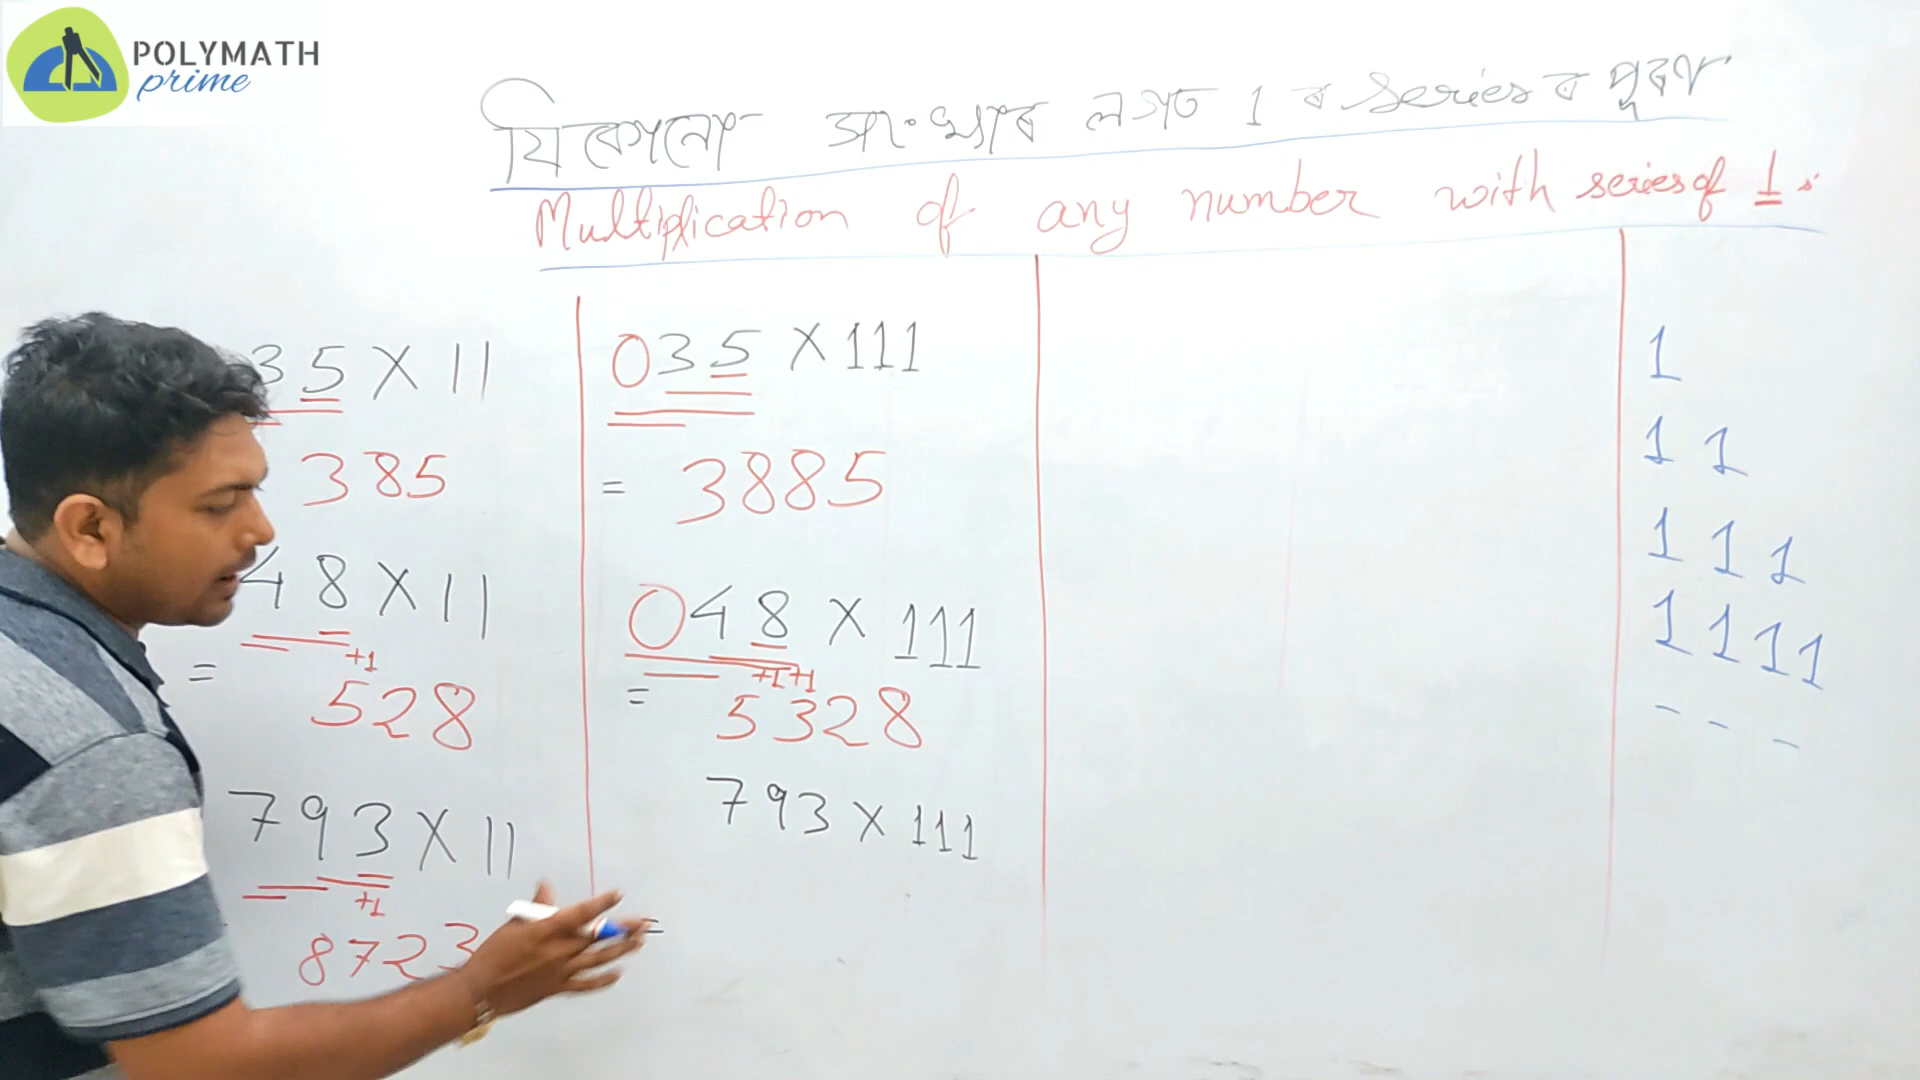 POLYMATH
prime
যিকোনো সংখ্যাৰ লগত 1 ৰ series ৰ পূৰণ
Multiplication of any number with series of 1 :
35 X 11
385
48 X 11
+1
= 528
793 X 11
+1
8723
035 X 111
= 3885
048 X 111
+1 +1
= 5328
793 X 111
=
1
1 1
1 1 1
1 1 1 1
- - -